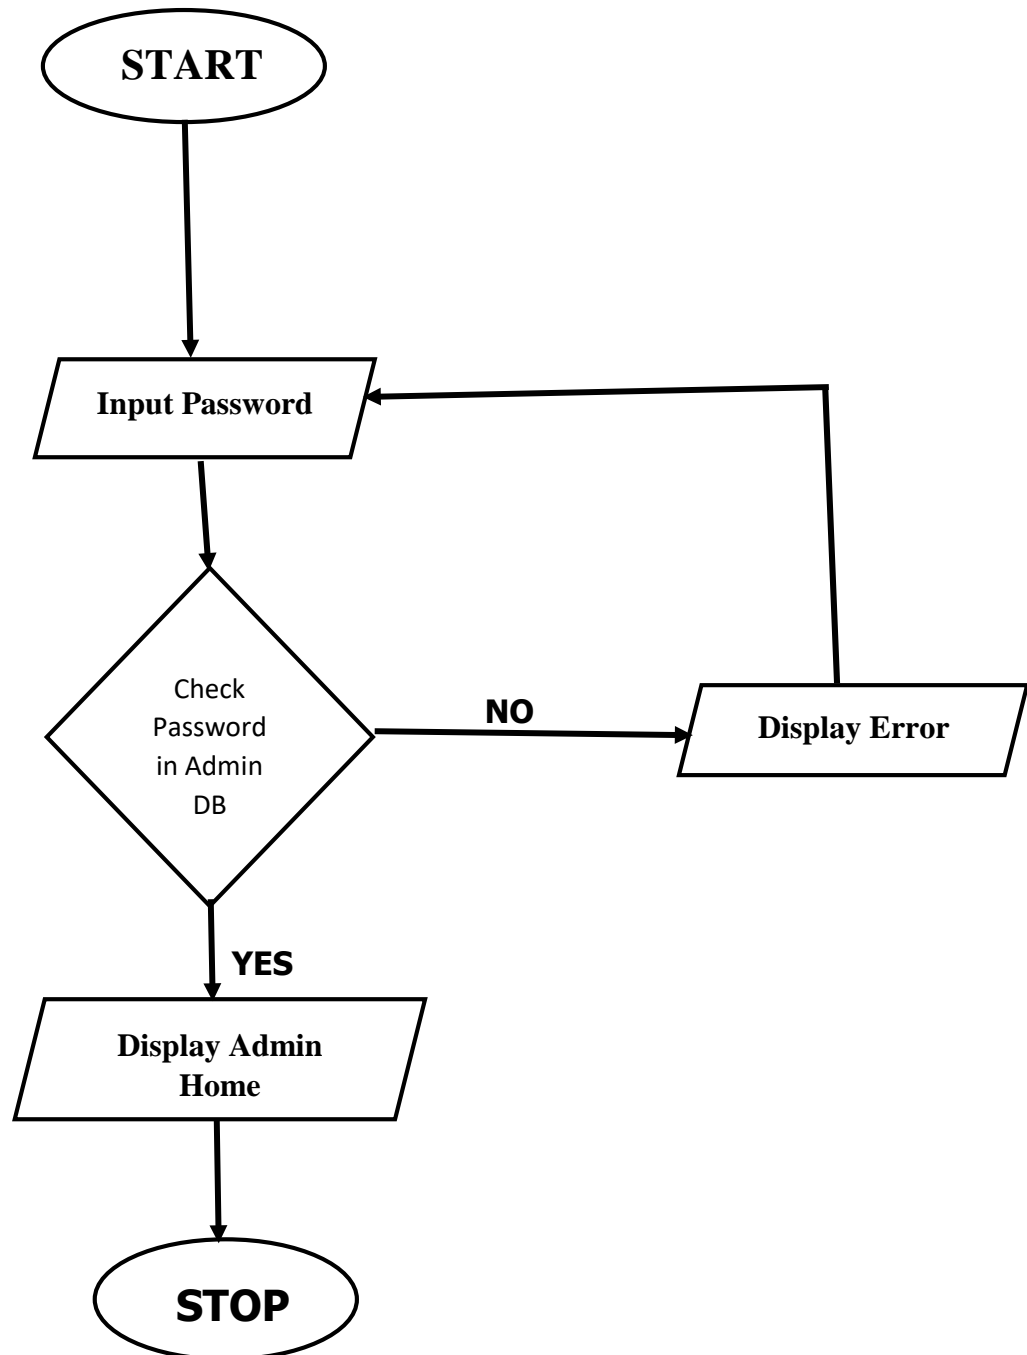 START
Input Password
Check
Password
in Admin
DB
NO
Display Error
YES
Display Admin
Home
STOP